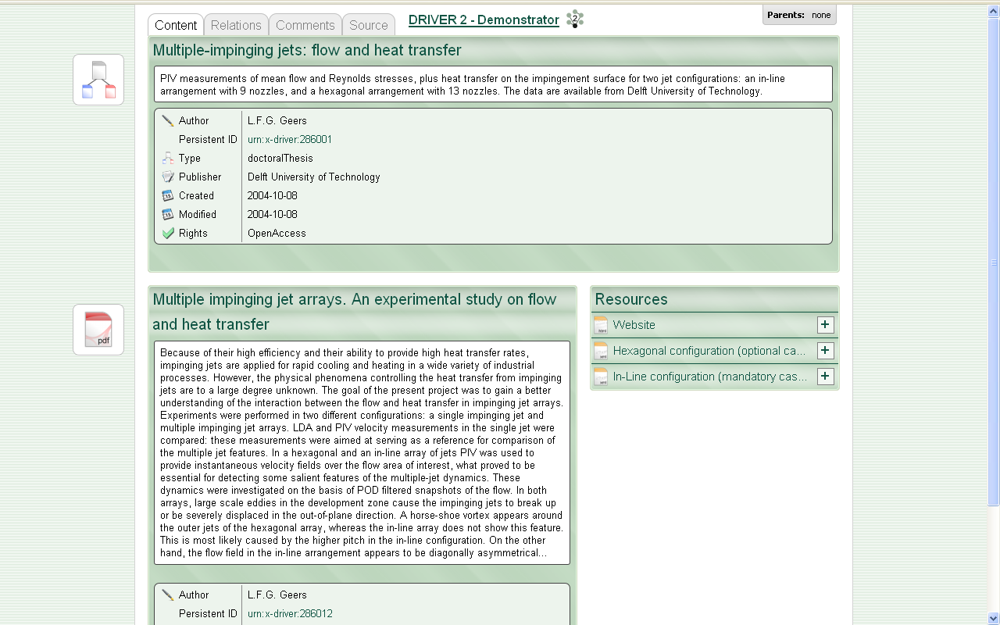 Content
Relations
Comments
Source
DRIVER 2 - Demonstrator
2
Parents: none
Multiple-impinging jets: flow and heat transfer
PIV measurements of mean flow and Reynolds stresses, plus heat transfer on the impingement surface for two jet configurations: an in-line
arrangement with 9 nozzles, and a hexagonal arrangement with 13 nozzles. The data are available from Delft University of Technology.
Author L.F.G. Geers
Persistent ID urn:x-driver:286001
Type doctoralThesis
Publisher Delft University of Technology
Created 2004-10-08
Modified 2004-10-08
Rights OpenAccess
pdf
Multiple impinging jet arrays. An experimental study on flow
and heat transfer
Because of their high efficiency and their ability to provide high heat transfer rates,
impinging jets are applied for rapid cooling and heating in a wide variety of industrial
processes. However, the physical phenomena controlling the heat transfer from impinging
jets are to a large degree unknown. The goal of the present project was to gain a better
understanding of the interaction between the flow and heat transfer in impinging jet arrays.
Experiments were performed in two different configurations: a single impinging jet and
multiple impinging jet arrays. LDA and PIV velocity measurements in the single jet were
compared: these measurements were aimed at serving as a reference for comparison of
the multiple jet features. In a hexagonal and an in-line array of jets PIV was used to
provide instantaneous velocity fields over the flow area of interest, what proved to be
essential for detecting some salient features of the multiple-jet dynamics. These
dynamics were investigated on the basis of POD filtered snapshots of the flow. In both
arrays, large scale eddies in the development zone cause the impinging jets to break up
or be severely displaced in the out-of-plane direction. A horse-shoe vortex appears around
the outer jets of the hexagonal array, whereas the in-line array does not show this feature.
This is most likely caused by the higher pitch in the in-line configuration. On the other
hand, the flow field in the in-line arrangement appears to be diagonally asymmetrical...
Author L.F.G. Geers
Persistent ID urn:x-driver:286012
Resources
Website +
Hexagonal configuration (optional ca... +
In-Line configuration (mandatory cas... +